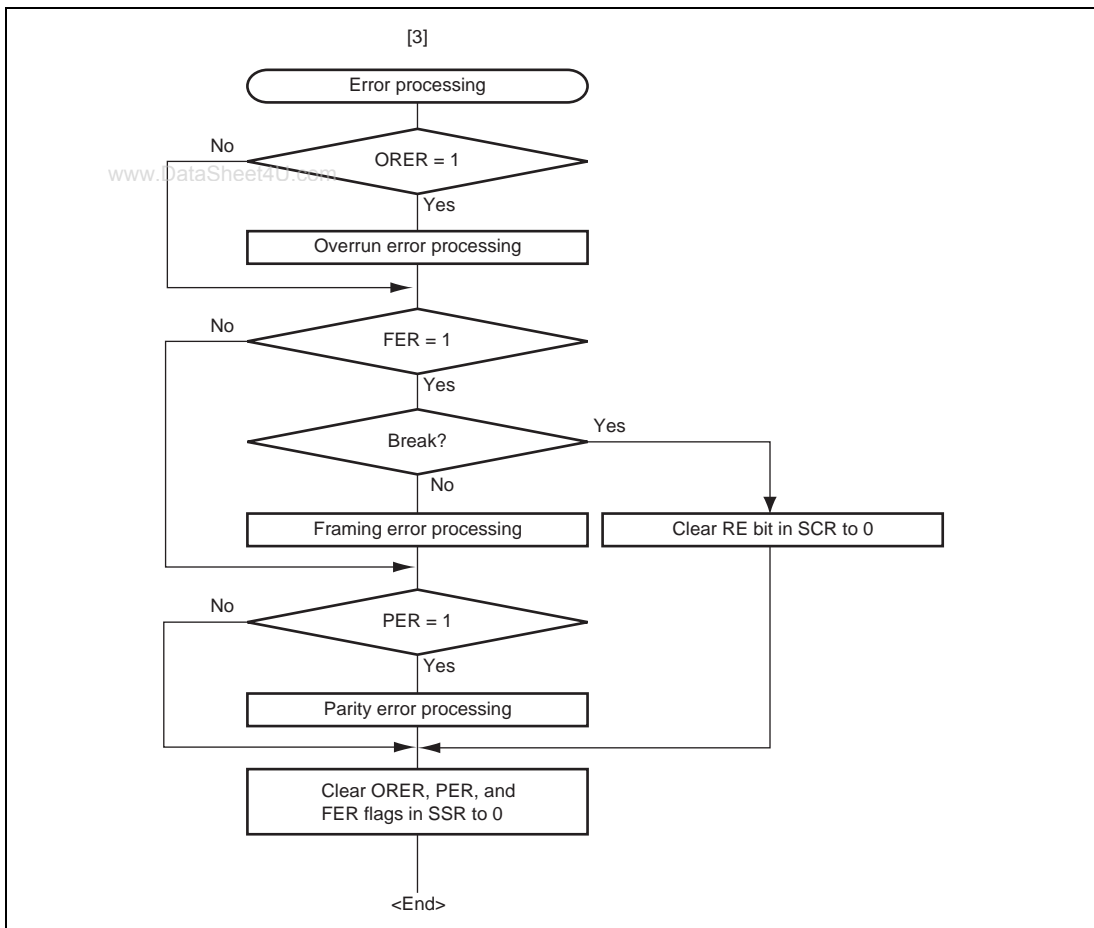 [3]
Error processing
No
ORER = 1
www.DataSheet4U.com
Yes
Overrun error processing
No
FER = 1
Yes
Break?
Yes
No
Framing error processing
Clear RE bit in SCR to 0
No
PER = 1
Yes
Parity error processing
Clear ORER, PER, and
FER flags in SSR to 0
<End>